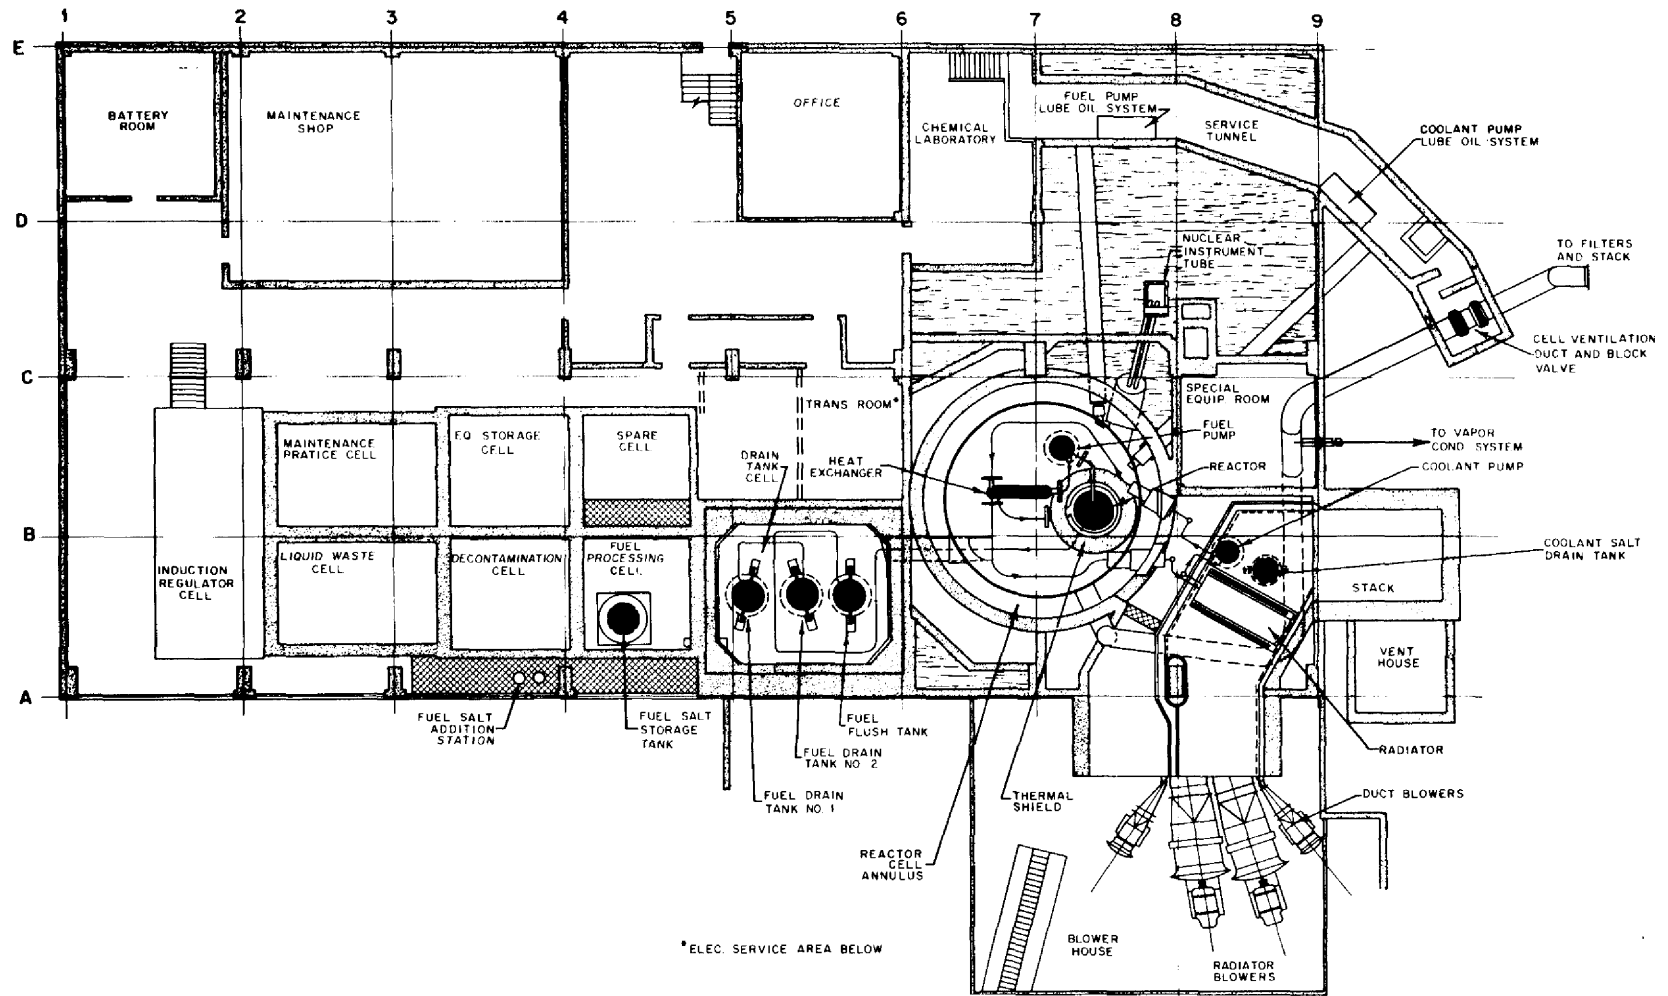 1 2 3 4 5 6 7 8 9
E
D
C
B
A
BATTERY
ROOM
MAINTENANCE
SHOP
OFFICE
CHEMICAL
LABORATORY
FUEL PUMP
LUBE OIL SYSTEM
SERVICE
TUNNEL
COOLANT PUMP
LUBE OIL SYSTEM
NUCLEAR
INSTRUMENT
TUBE
TO FILTERS
AND STACK
CELL VENTILATION
DUCT AND BLOCK
VALVE
SPECIAL
EQUIP ROOM
TRANS ROOM*
FUEL
PUMP
TO VAPOR
COND SYSTEM
COOLANT PUMP
REACTOR
HEAT
EXCHANGER
DRAIN
TANK
CELL
MAINTENANCE
PRATICE CELL
EQ STORAGE
CELL
SPARE
CELL
INDUCTION
REGULATOR
CELL
LIQUID WASTE
CELL
DECONTAMINATION
CELL
FUEL
PROCESSING
CELL
COOLANT SALT
DRAIN TANK
STACK
VENT
HOUSE
RADIATOR
FUEL SALT
ADDITION
STATION
FUEL SALT
STORAGE
TANK
FUEL
FLUSH TANK
FUEL DRAIN
TANK NO. 2
FUEL DRAIN
TANK NO. 1
THERMAL
SHIELD
DUCT BLOWERS
REACTOR
CELL
ANNULUS
BLOWER
HOUSE
RADIATOR
BLOWERS
*ELEC. SERVICE AREA BELOW